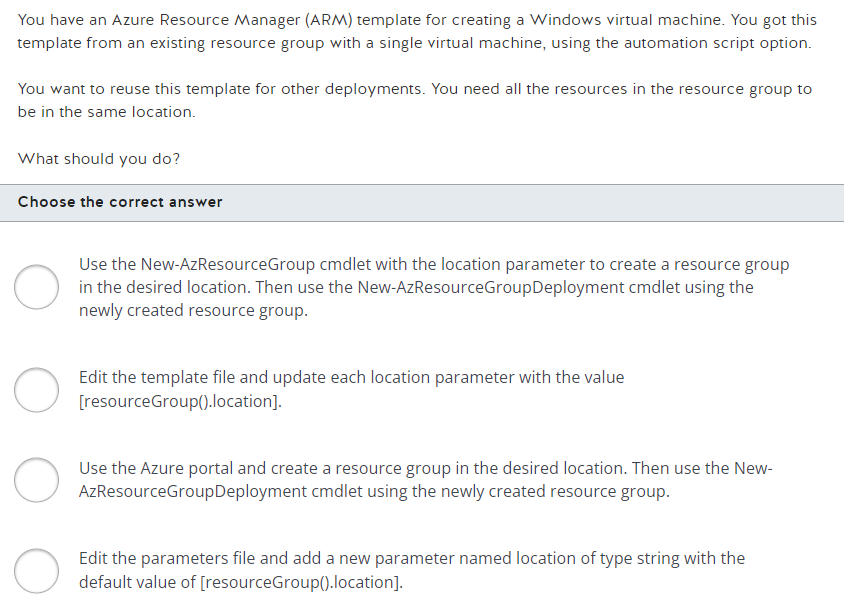 You have an Azure Resource Manager (ARM) template for creating a Windows virtual machine. You got this
template from an existing resource group with a single virtual machine, using the automation script option.
You want to reuse this template for other deployments. You need all the resources in the resource group to
be in the same location.
What should you do?
Choose the correct answer
Use the New-AzResourceGroup cmdlet with the location parameter to create a resource group
in the desired location. Then use the New-AzResourceGroupDeployment cmdlet using the
newly created resource group.
Edit the template file and update each location parameter with the value
[resourceGroup().location].
Use the Azure portal and create a resource group in the desired location. Then use the New-
AzResourceGroupDeployment cmdlet using the newly created resource group.
Edit the parameters file and add a new parameter named location of type string with the
default value of [resourceGroup().location].